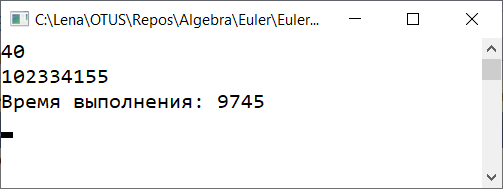 C:\Lena\OTUS\Repos\Algebra\Euler\Euler...
40
102334155
Время выполнения: 9745